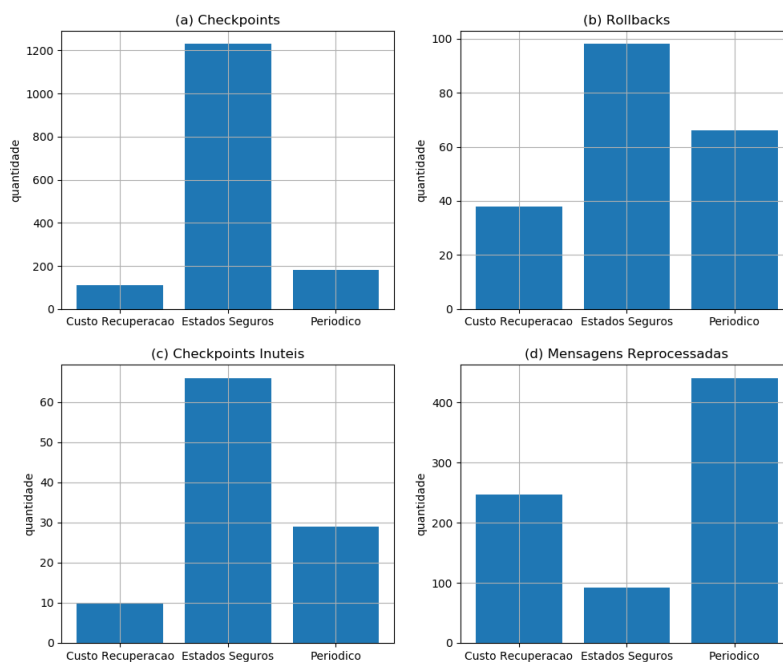 (a) Checkpoints
1200
1000
800
600
400
200
0
quantidade
Custo Recuperacao Estados Seguros Periodico
(b) Rollbacks
100
80
60
40
20
0
quantidade
Custo Recuperacao Estados Seguros Periodico
(c) Checkpoints Inuteis
60
50
40
30
20
10
0
quantidade
Custo Recuperacao Estados Seguros Periodico
(d) Mensagens Reprocessadas
400
300
200
100
0
quantidade
Custo Recuperacao Estados Seguros Periodico